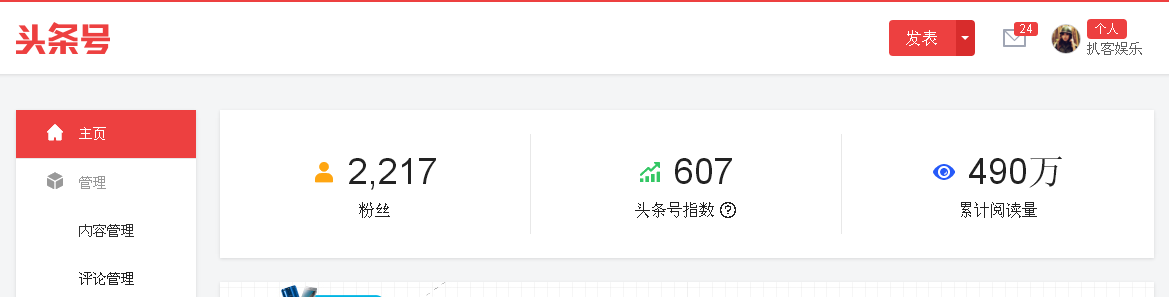 头条号
发表
24
个人
扒客娱乐
主页
管理
内容管理
评论管理
2,217
粉丝
607
头条号指数 ?
490万
累计阅读量